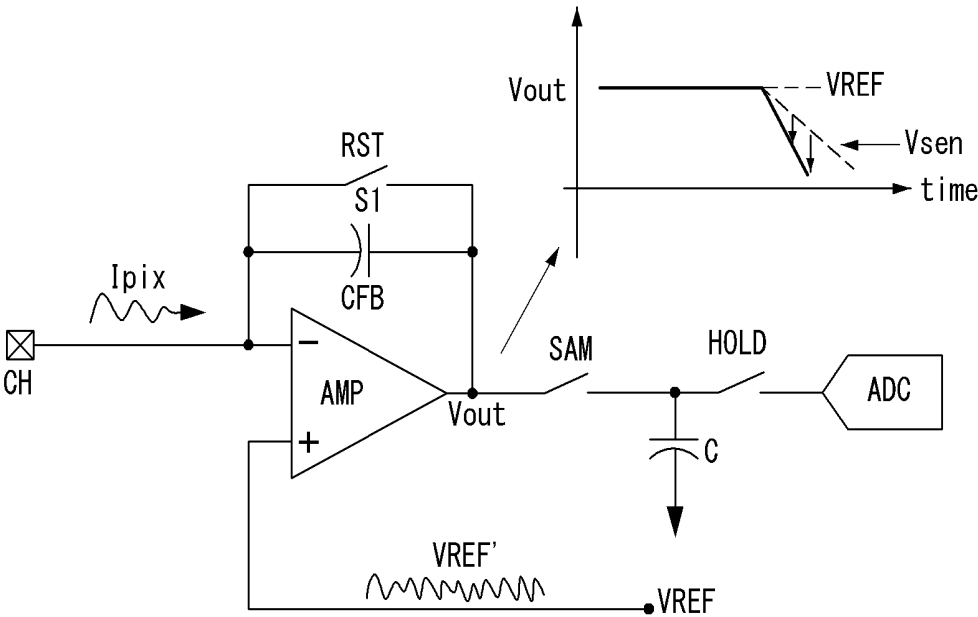 Vout
VREF
Vsen
time
RST
S1
CFB
Ipix
CH
AMP
Vout
SAM
HOLD
ADC
C
VREF'
VREF